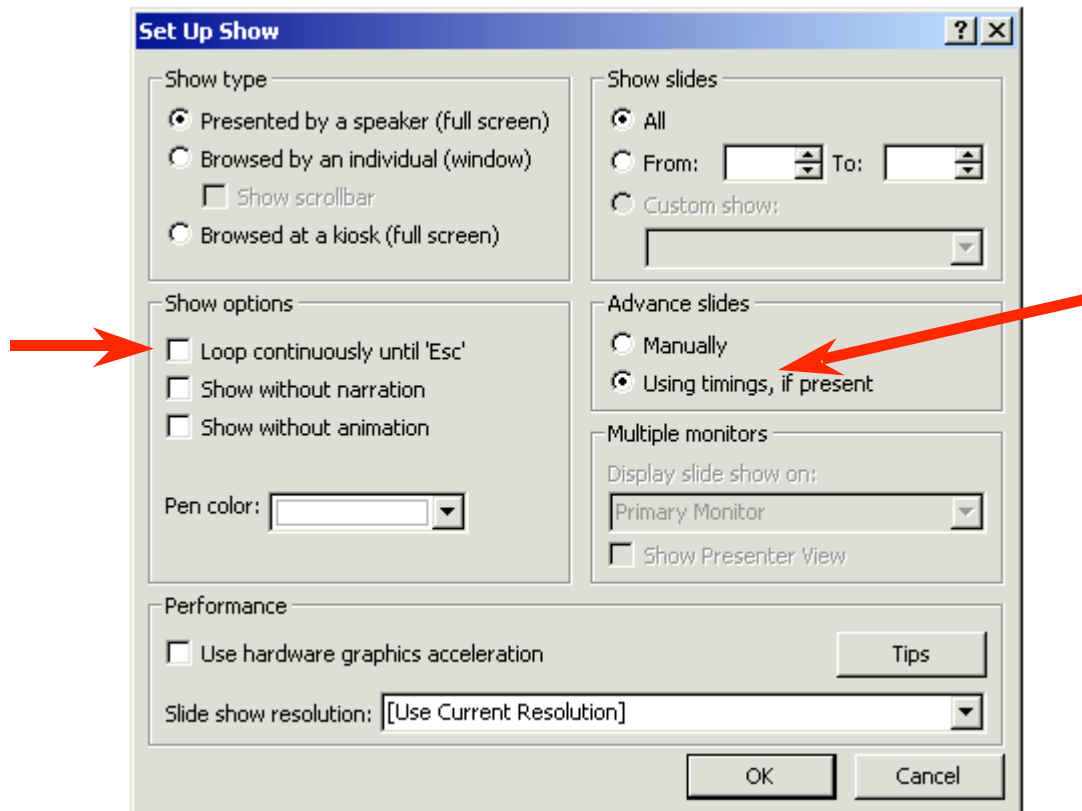 Set Up Show
Show type
Presented by a speaker (full screen)
Browsed by an individual (window)
Show scrollbar
Browsed at a kiosk (full screen)
Show slides
All
From: To:
Custom show:
Show options
Loop continuously until 'Esc'
Show without narration
Show without animation
Pen color:
Advance slides
Manually
Using timings, if present
Multiple monitors
Display slide show on:
Primary Monitor
Show Presenter View
Performance
Use hardware graphics acceleration
Tips
Slide show resolution: [Use Current Resolution]
OK
Cancel